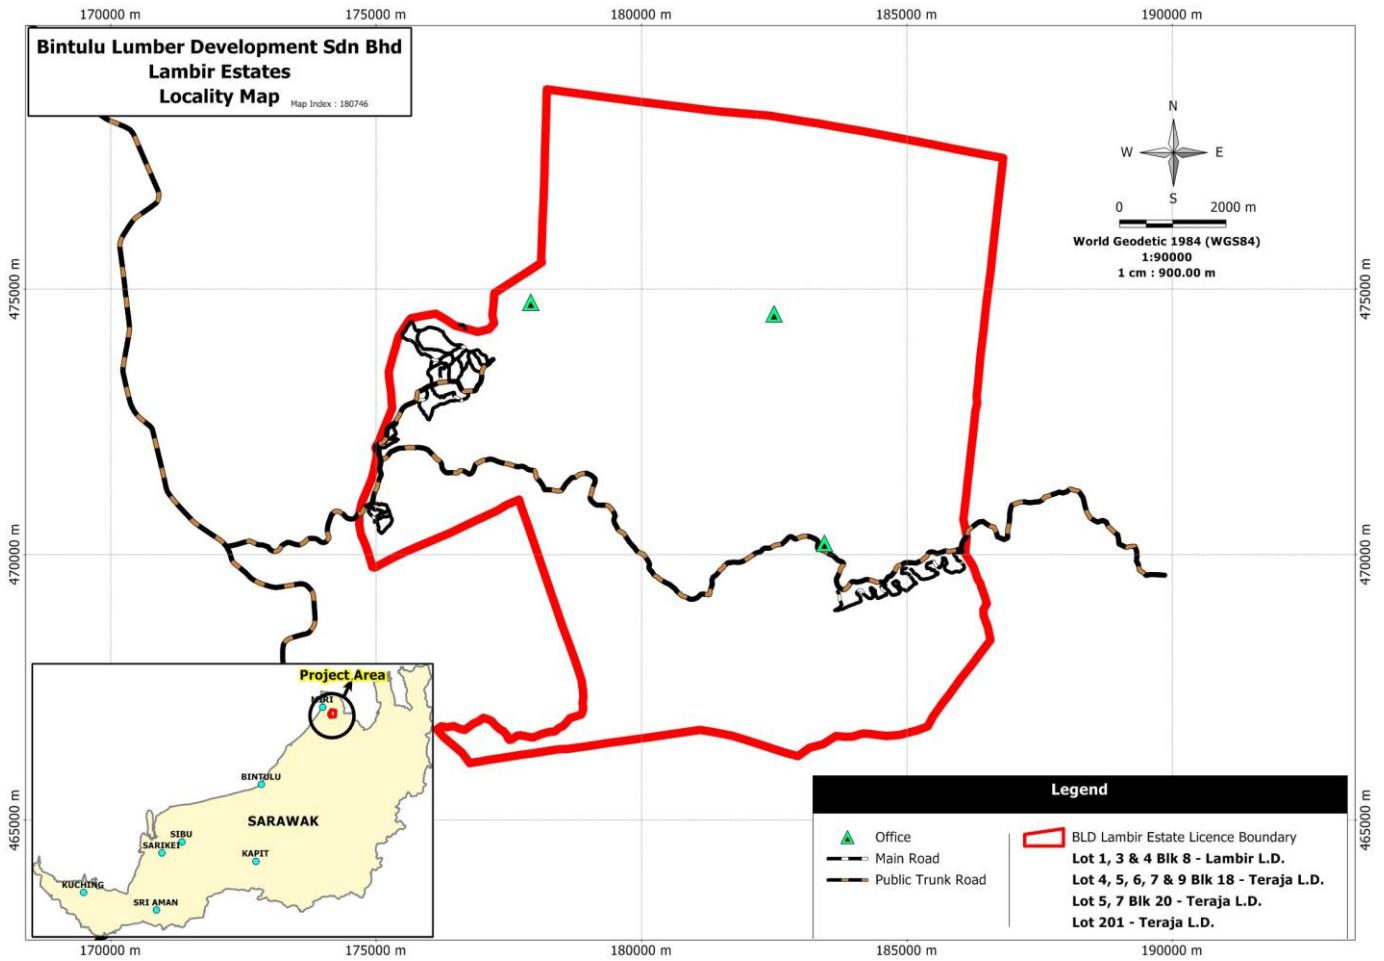 170000 m
175000 m
180000 m
185000 m
190000 m
Bintulu Lumber Development Sdn Bhd
Lambir Estates
Locality Map
Map Index : 180746
N
W
E
S
0
2000 m
World Geodetic 1984 (WGS84)
1:90000
1 cm : 900.00 m
475000 m
475000 m
470000 m
470000 m
465000 m
465000 m
Project Area
MIRI
BINTULU
SARAWAK
SIBU
SARIKEI
KAPIT
KUCHING
SRI AMAN
Legend
Office
Main Road
Public Trunk Road
BLD Lambir Estate Licence Boundary
Lot 1, 3 & 4 Blk 8 - Lambir L.D.
Lot 4, 5, 6, 7 & 9 Blk 18 - Teraja L.D.
Lot 5, 7 Blk 20 - Teraja L.D.
Lot 201 - Teraja L.D.
170000 m
175000 m
180000 m
185000 m
190000 m